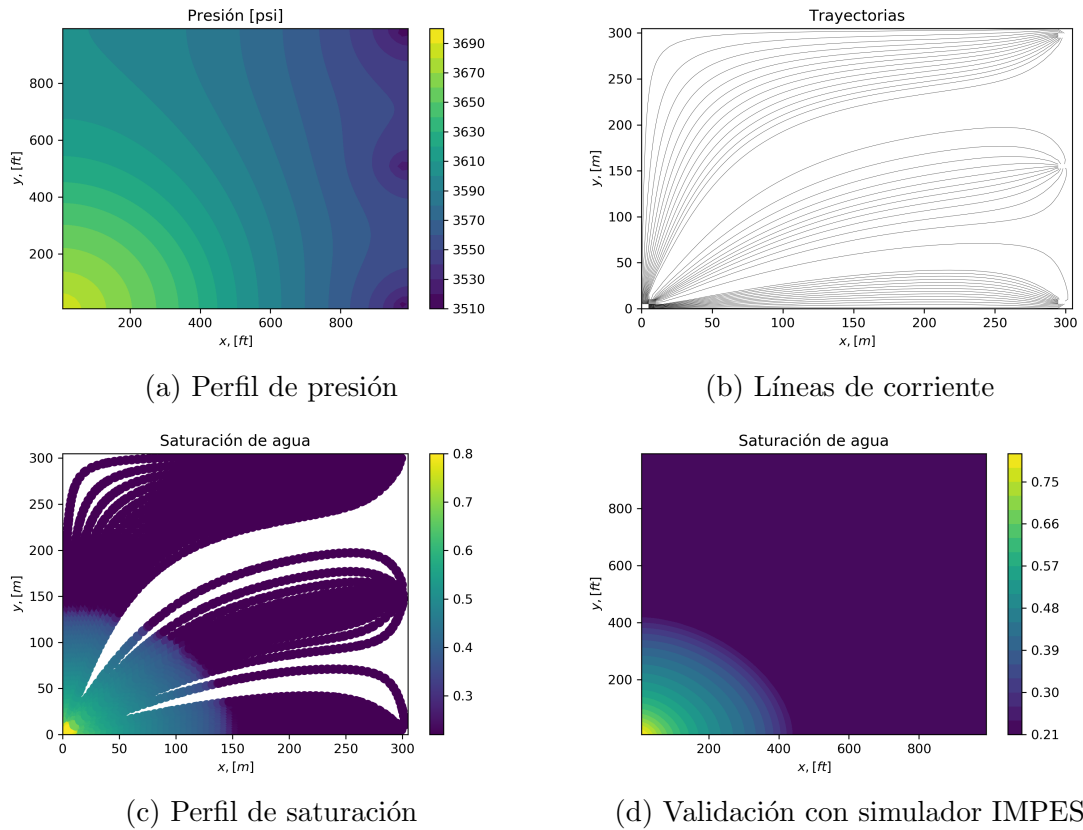 Presión [psi]
800
600
400
200
y, [ft]
200 400 600 800
x, [ft]
3690
3670
3650
3630
3610
3590
3570
3550
3530
3510
(a) Perfil de presión
Trayectorias
300
250
200
150
100
50
0
y, [m]
0 50 100 150 200 250 300
x, [m]
(b) Líneas de corriente
Saturación de agua
300
250
200
150
100
50
0
y, [m]
0 50 100 150 200 250 300
x, [m]
0.8
0.7
0.6
0.5
0.4
0.3
(c) Perfil de saturación
Saturación de agua
800
600
400
200
y, [ft]
200 400 600 800
x, [ft]
0.75
0.66
0.57
0.48
0.39
0.30
0.21
(d) Validación con simulador IMPES